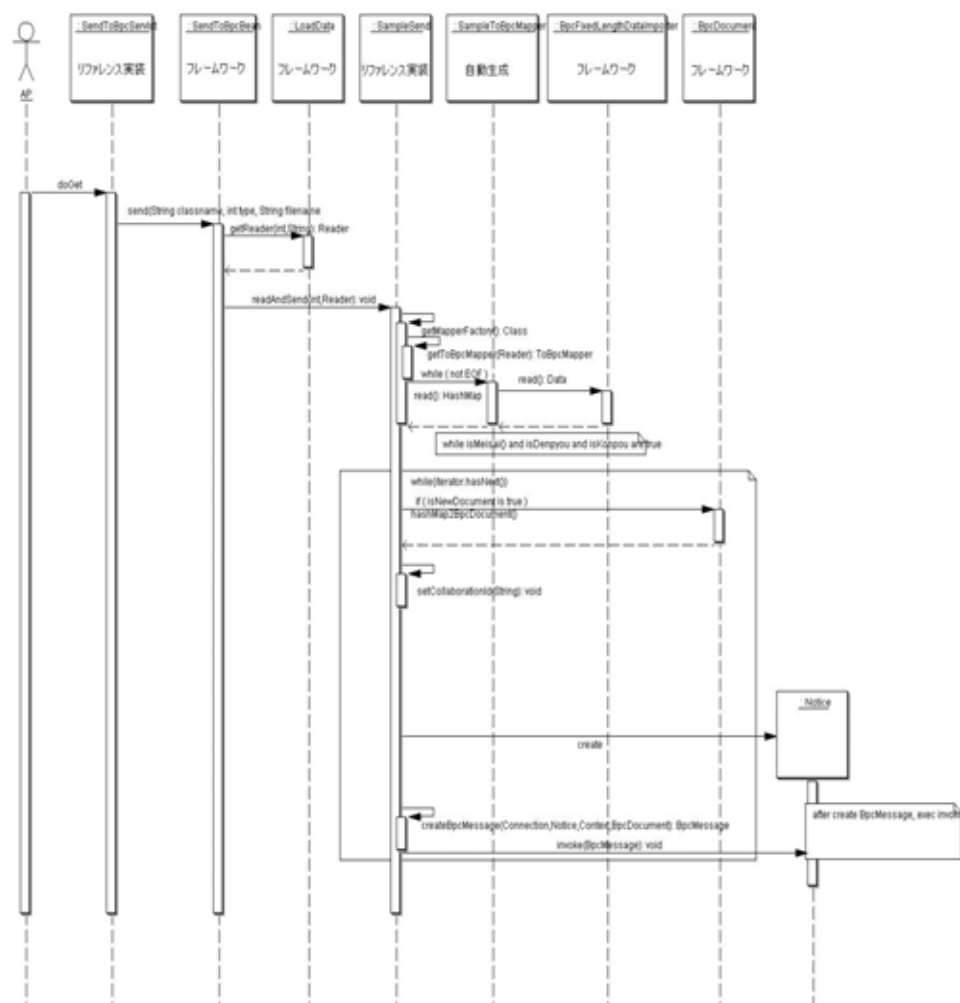 : SendToBpcServlet
リファレンス実装
: SendToBpcBean
フレームワーク
: LoadData
フレームワーク
: SampleSend
リファレンス実装
: SampleToBpcMapper
自動生成
: BpcFixedLengthDataImporter
フレームワーク
: BpcDocument
フレームワーク
AP
doGet
send(String classname, int type, String filename
getReader(int,String): Reader
readAndSend(int,Reader): void
getMapperFactory(): Class
getToBpcMapper(Reader): ToBpcMapper
while ( not EOF )
read(): Data
read(): HashMap
while isMeisai() and isDenpyou and isKonpou are true
while(iterator.hasNext())
if ( isNewDocument is true )
hashMap2BpcDocument()
setCollaborationId(String): void
: Notice
create
after create BpcMessage, exec invok
createBpcMessage(Connection,Notice,Context,BpcDocument): BpcMessage
invoke(BpcMessage): void